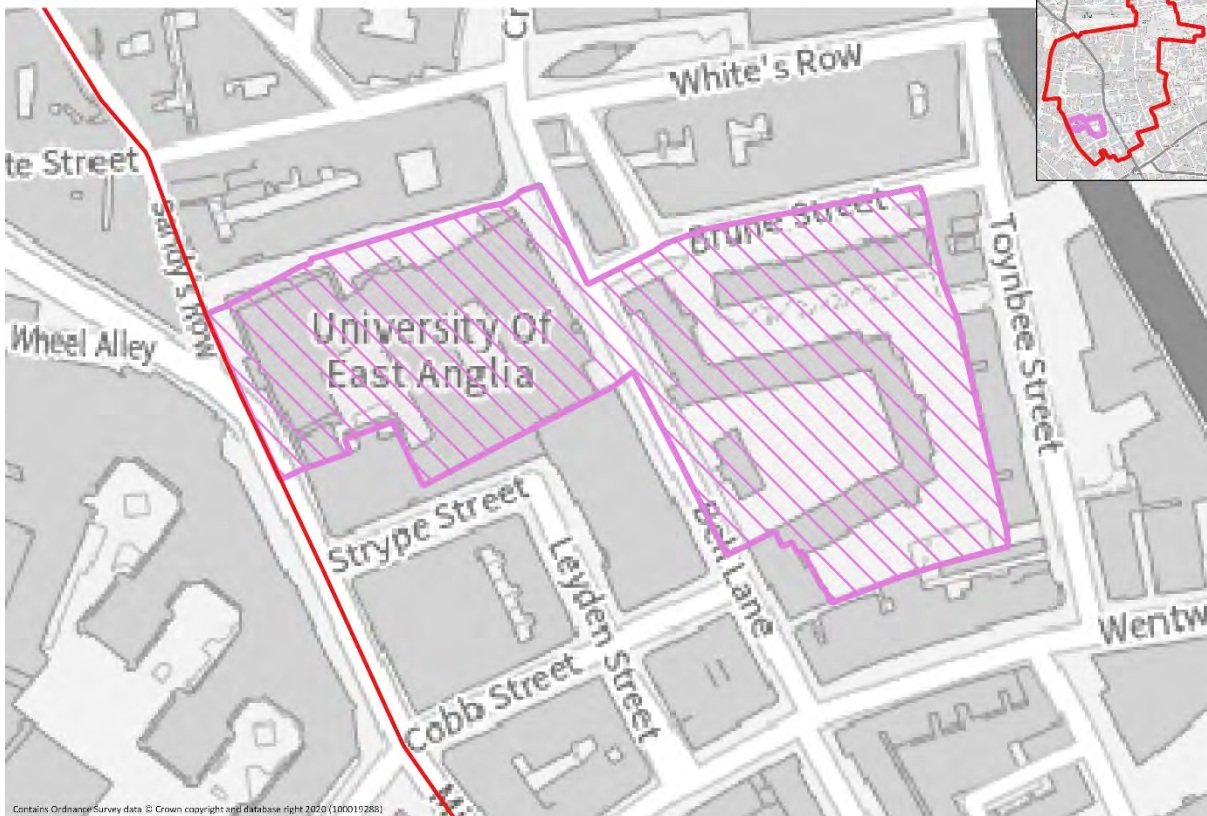 White's Row
te Street
Sandy's Row
Brune Street
Toynbee Street
Wheel Alley
University Of
East Anglia
Strype Street
Bell Lane
Leyden Street
Wentw
Cobb Street
Contains Ordnance Survey data © Crown copyright and database right 2020 (100019288)